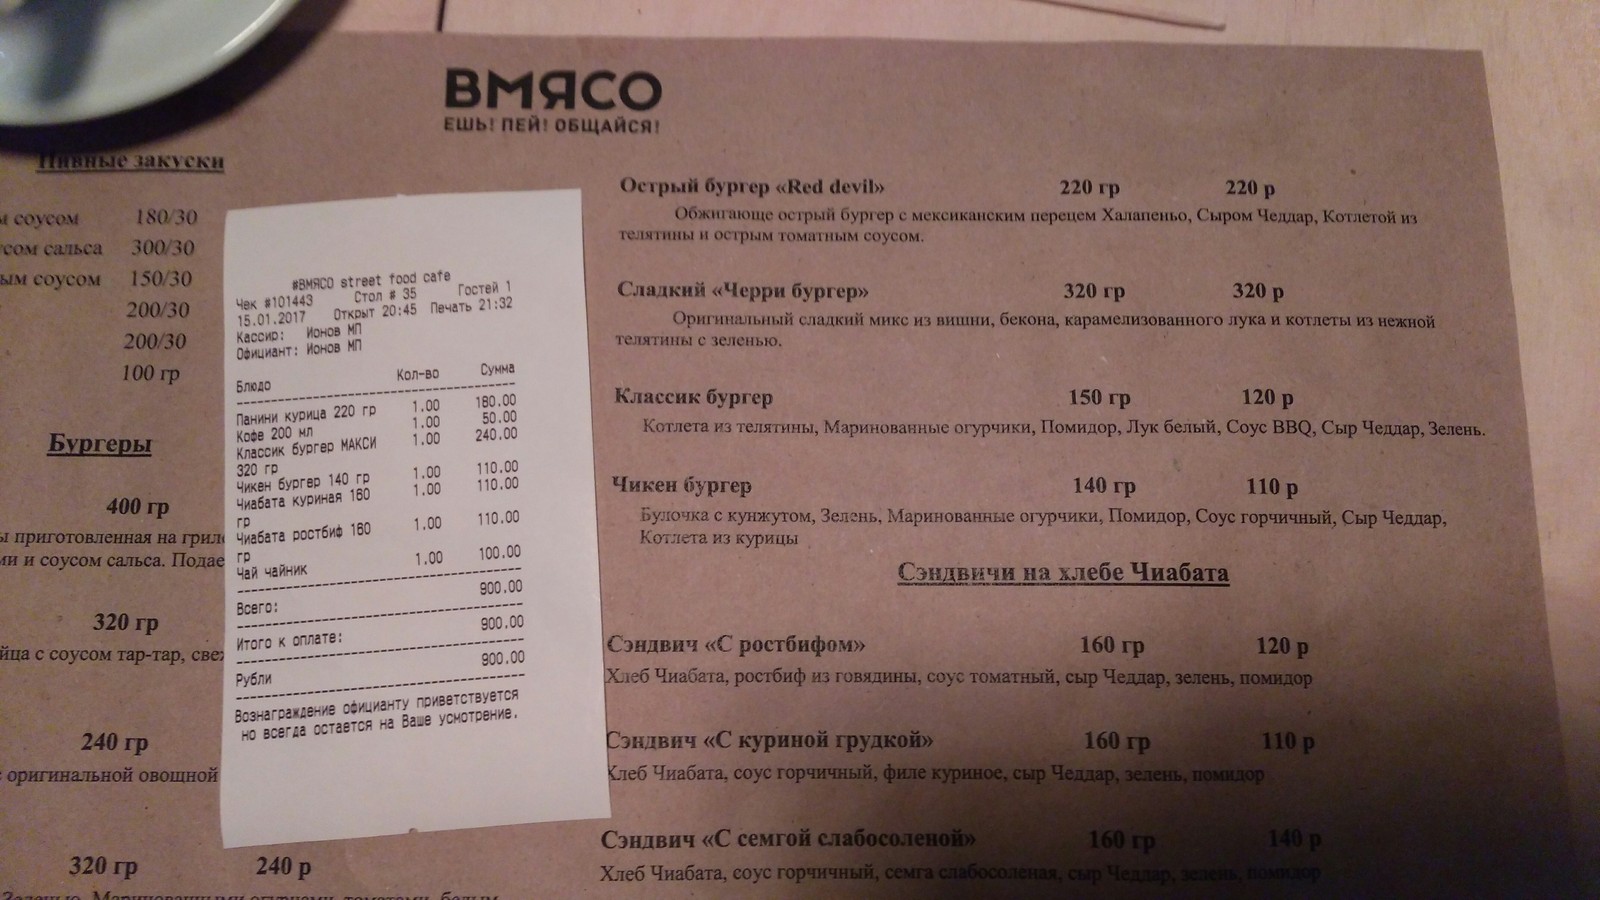 ВМЯСО
ЕШЬ! ПЕЙ! ОБЩАЙСЯ!
Пивные закуски
соусом 180/30
сальса 300/30
соусом 150/30
200/30
200/30
100 гр
Бургеры
400 гр
приготовленная на
и соусом сальса.
320 гр
с соусом тар-тар,
240 гр
с оригинальной овощной
320 гр 240 р
#ВМЯСО street food cafe
Чек #101443 Стол # 35 Гостей 1
15.01.2017 Открыт 20:45 Печать 21:32
Кассир: Ионов МП
Официант: Ионов МП
Блюдо Кол-во Сумма
Панини курица 220 гр 1.00 180.00
Кофе 200 мл 1.00 50.00
Классик бургер МАКСИ 1.00 240.00
320 гр
Чикен бургер 140 гр 1.00 110.00
Чиабата куриная 160 1.00 110.00
гр
Чиабата ростбиф 160 1.00 110.00
гр
Чай чайник 1.00 100.00
Всего: 900.00
Итого к оплате: 900.00
Рубли 900.00
Вознаграждение официанту приветствуется
но всегда остается на Ваше усмотрение.
Острый бургер «Red devil» 220 гр 220 р
Обжигающе острый бургер с мексиканским перецем Халапеньо, Сыром Чеддар, Котлетой из
телятины и острым томатным соусом.
Сладкий «Черри бургер» 320 гр 320 р
Оригинальный сладкий микс из вишни, бекона, карамелизованного лука и котлеты из нежной
телятины с зеленью.
Классик бургер 150 гр 120 р
Котлета из телятины, Маринованные огурчики, Помидор, Лук белый, Соус BBQ, Сыр Чеддар, Зелень.
Чикен бургер 140 гр 110 р
Булочка с кунжутом, Зелень, Маринованные огурчики, Помидор, Соус горчичный, Сыр Чеддар,
Котлета из курицы
Сэндвичи на хлебе Чиабата
Сэндвич «С ростбифом» 160 гр 120 р
Хлеб Чиабата, ростбиф из говядины, соус томатный, сыр Чеддар, зелень, помидор
Сэндвич «С куриной грудкой» 160 гр 110 р
Хлеб Чиабата, соус горчичный, филе куриное, сыр Чеддар, зелень, помидор
Сэндвич «С семгой слабосоленой» 160 гр 140 р
Хлеб Чиабата, соус горчичный, семга слабосоленая, сыр Чеддар, зелень, помидор